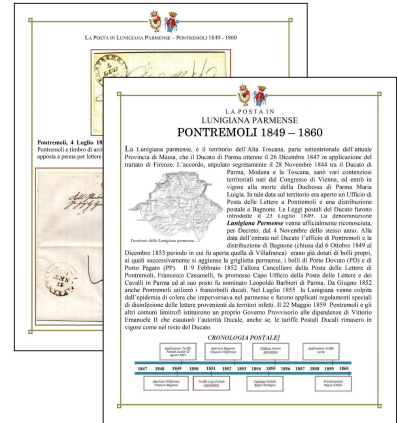 LA POSTA IN LUNIGIANA PARMENSE – PONTREMOLI 1849 - 1860
Pontremoli, 4 Luglio 18
Pontremoli e timbro di arri
apposta a penna per lettere
LA POSTA IN
LUNIGIANA PARMENSE
PONTREMOLI 1849 – 1860
La Lunigiana parmense, è il territorio dell'Alta Toscana, parte settentrionale dell'attuale
Provincia di Massa, che il Ducato di Parma ottenne il 26 Dicembre 1847 in applicazione del
trattato di Firenze. L'accordo, stipulato segretamente il 28 Novembre 1844 tra il Ducato di
Parma, Modena e la Toscana, sanò vari contenziosi
territoriali nati dal Congresso di Vienna, ed entrò in
vigore alla morte della Duchessa di Parma Maria
Luigia. In tale data sul territorio era aperto un Ufficio di
Posta delle Lettere a Pontremoli e una distribuzione
postale a Bagnone. Le Leggi postali del Ducato furono
introdotte il 23 Luglio 1849. La denominazione
Lunigiana Parmense venne ufficialmente riconosciuta,
per Decreto, dal 4 Novembre dello stesso anno. Alla
data dell'entrata nel Ducato l'ufficio di Pontremoli e la
distribuzione di Bagnone (chiusa dal 6 Ottobre 1849 al
Territorio della Lunigiana parmense
Dicembre 1853 periodo in cui fu aperta quella di Villafranca) erano già dotati di bolli propri,
ai quali successivamente si aggiunse la griglietta parmense, i bolli di Porto Dovuto (PD) e di
Porto Pagato (PP). Il 9 Febbraio 1852 l'allora Cancelliere della Posta delle Lettere di
Pontremoli, Francesco Cassanelli, fu promosso Capo Ufficio della Posta delle Lettere e dei
Cavalli in Parma ed al suo posto fu nominato Leopoldo Barbieri di Parma. Da Giugno 1852
anche Pontremoli utilizzò i francobolli ducali. Nel Luglio 1855 la Lunigiana venne colpita
dall'epidemia di colera che imperversava nel parmense e furono applicati regolamenti speciali
di disinfezione delle lettere provenienti da territori infetti. Il 22 Maggio 1859 Pontremoli e gli
altri comuni limitrofi istituirono un proprio Governo Provvisorio alle dipendenze di Vittorio
Emanuele II che esautorò l'autorità Ducale, anche se, le tariffe Postali Ducali rimasero in
vigore come nel resto del Ducato.
CRONOLOGIA POSTALE
1847 1848 1849 1850 1851 1852 1853 1854 1855 1856 1857 1858 1859 1860